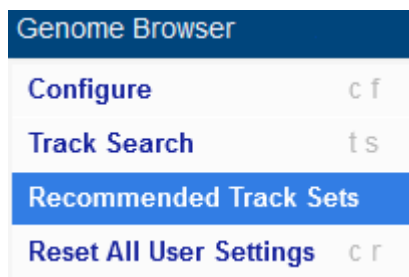 Genome Browser
Configure c f
Track Search t s
Recommended Track Sets
Reset All User Settings c r